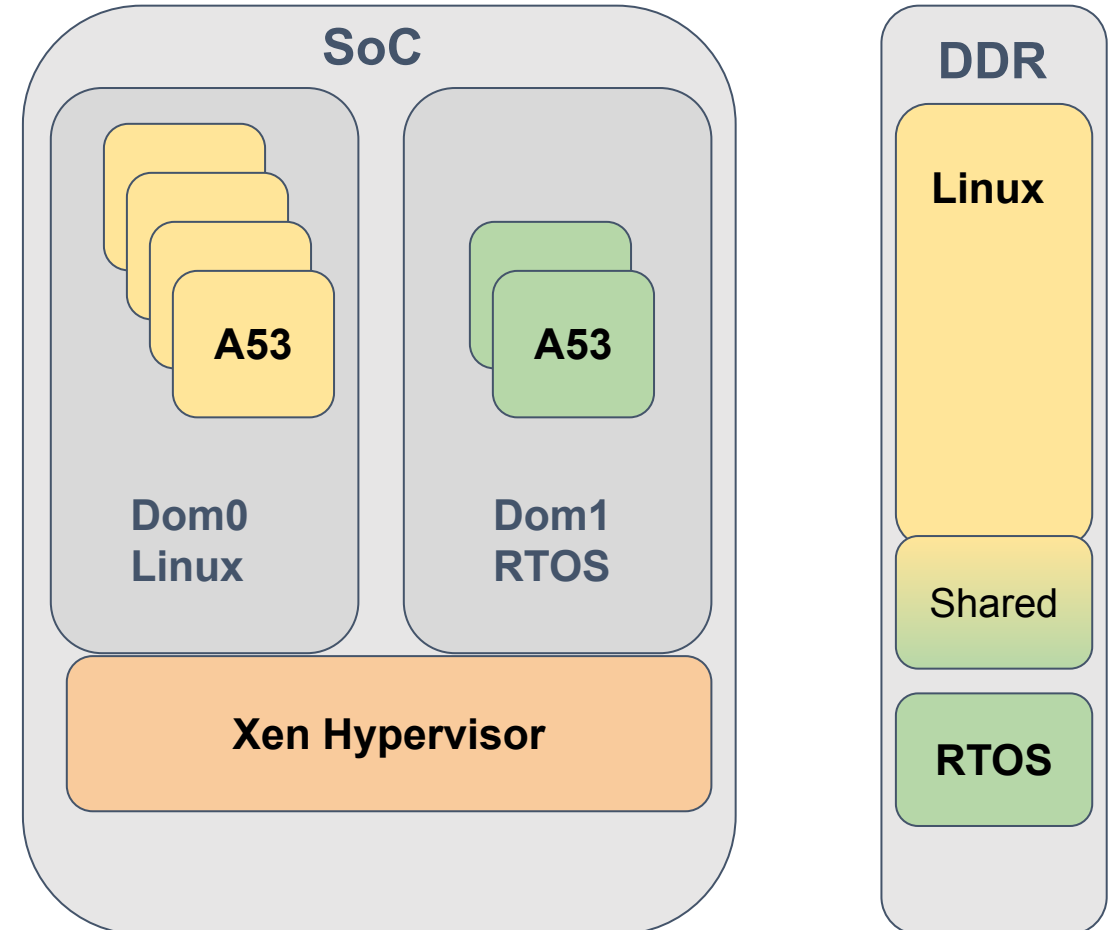 SoC
A53
A53
Dom0
Linux
Dom1
RTOS
Xen Hypervisor
DDR
Linux
Shared
RTOS